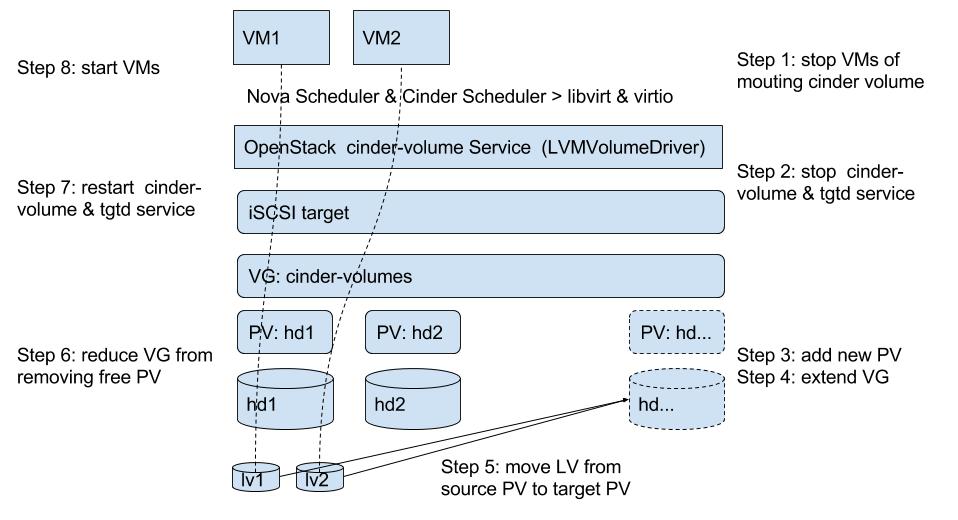 VM1
VM2
Step 8: start VMs
Step 1: stop VMs of
mouting cinder volume
Nova Scheduler & Cinder Scheduler > libvirt & virtio
OpenStack cinder-volume Service (LVMVolumeDriver)
Step 7: restart cinder-
volume & tgtd service
Step 2: stop cinder-
volume & tgtd service
iSCSI target
VG: cinder-volumes
PV: hd1
PV: hd2
PV: hd...
Step 6: reduce VG from
removing free PV
Step 3: add new PV
Step 4: extend VG
hd1
hd2
hd...
lv1
lv2
Step 5: move LV from
source PV to target PV